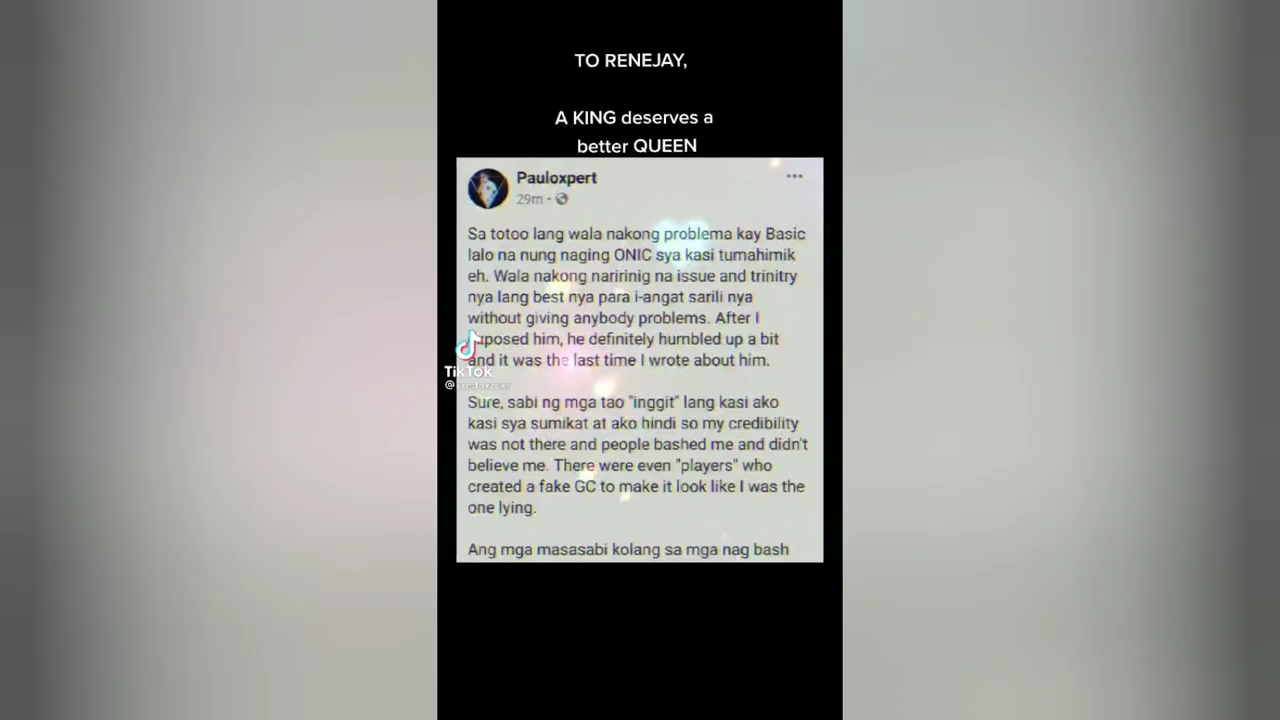 TO RENEJAY,
A KING deserves a
better QUEEN
Pauloxpert
29m
Sa totoo lang wala nakong problema kay Basic
lalo na nung naging ONIC sya kasi tumahimik
eh. Wala nakong naririnig na issue and trinitry
nya lang best nya para i-angat sarili nya
without giving anybody problems. After I
exposed him, he definitely humbled up a bit
and it was the last time I wrote about him.
Sure, sabi ng mga tao "inggit" lang kasi ako
kasi sya sumikat at ako hindi so my credibility
was not there and people bashed me and didn't
believe me. There were even "players" who
created a fake GC to make it look like I was the
one lying.
Ang mga masasabi kolang sa mga nag bash
TikTok